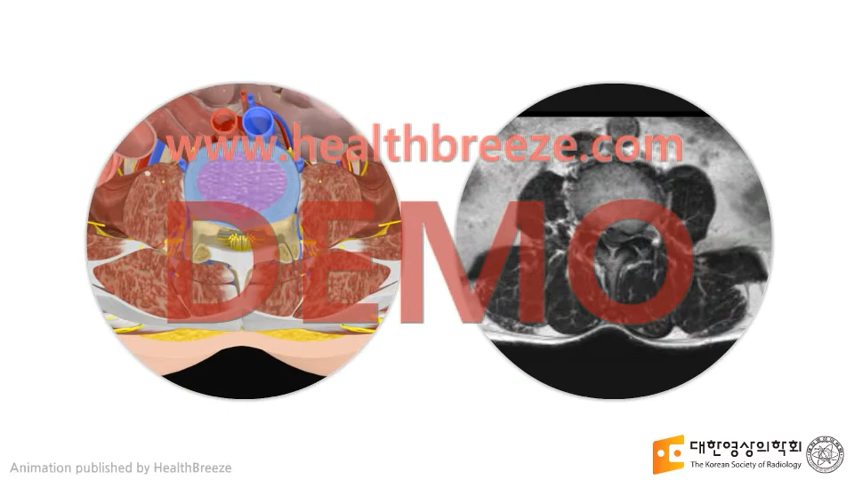 www.healthbreeze.com
DEMO
대한영상의학회
The Korean Society of Radiology
Animation published by HealthBreeze